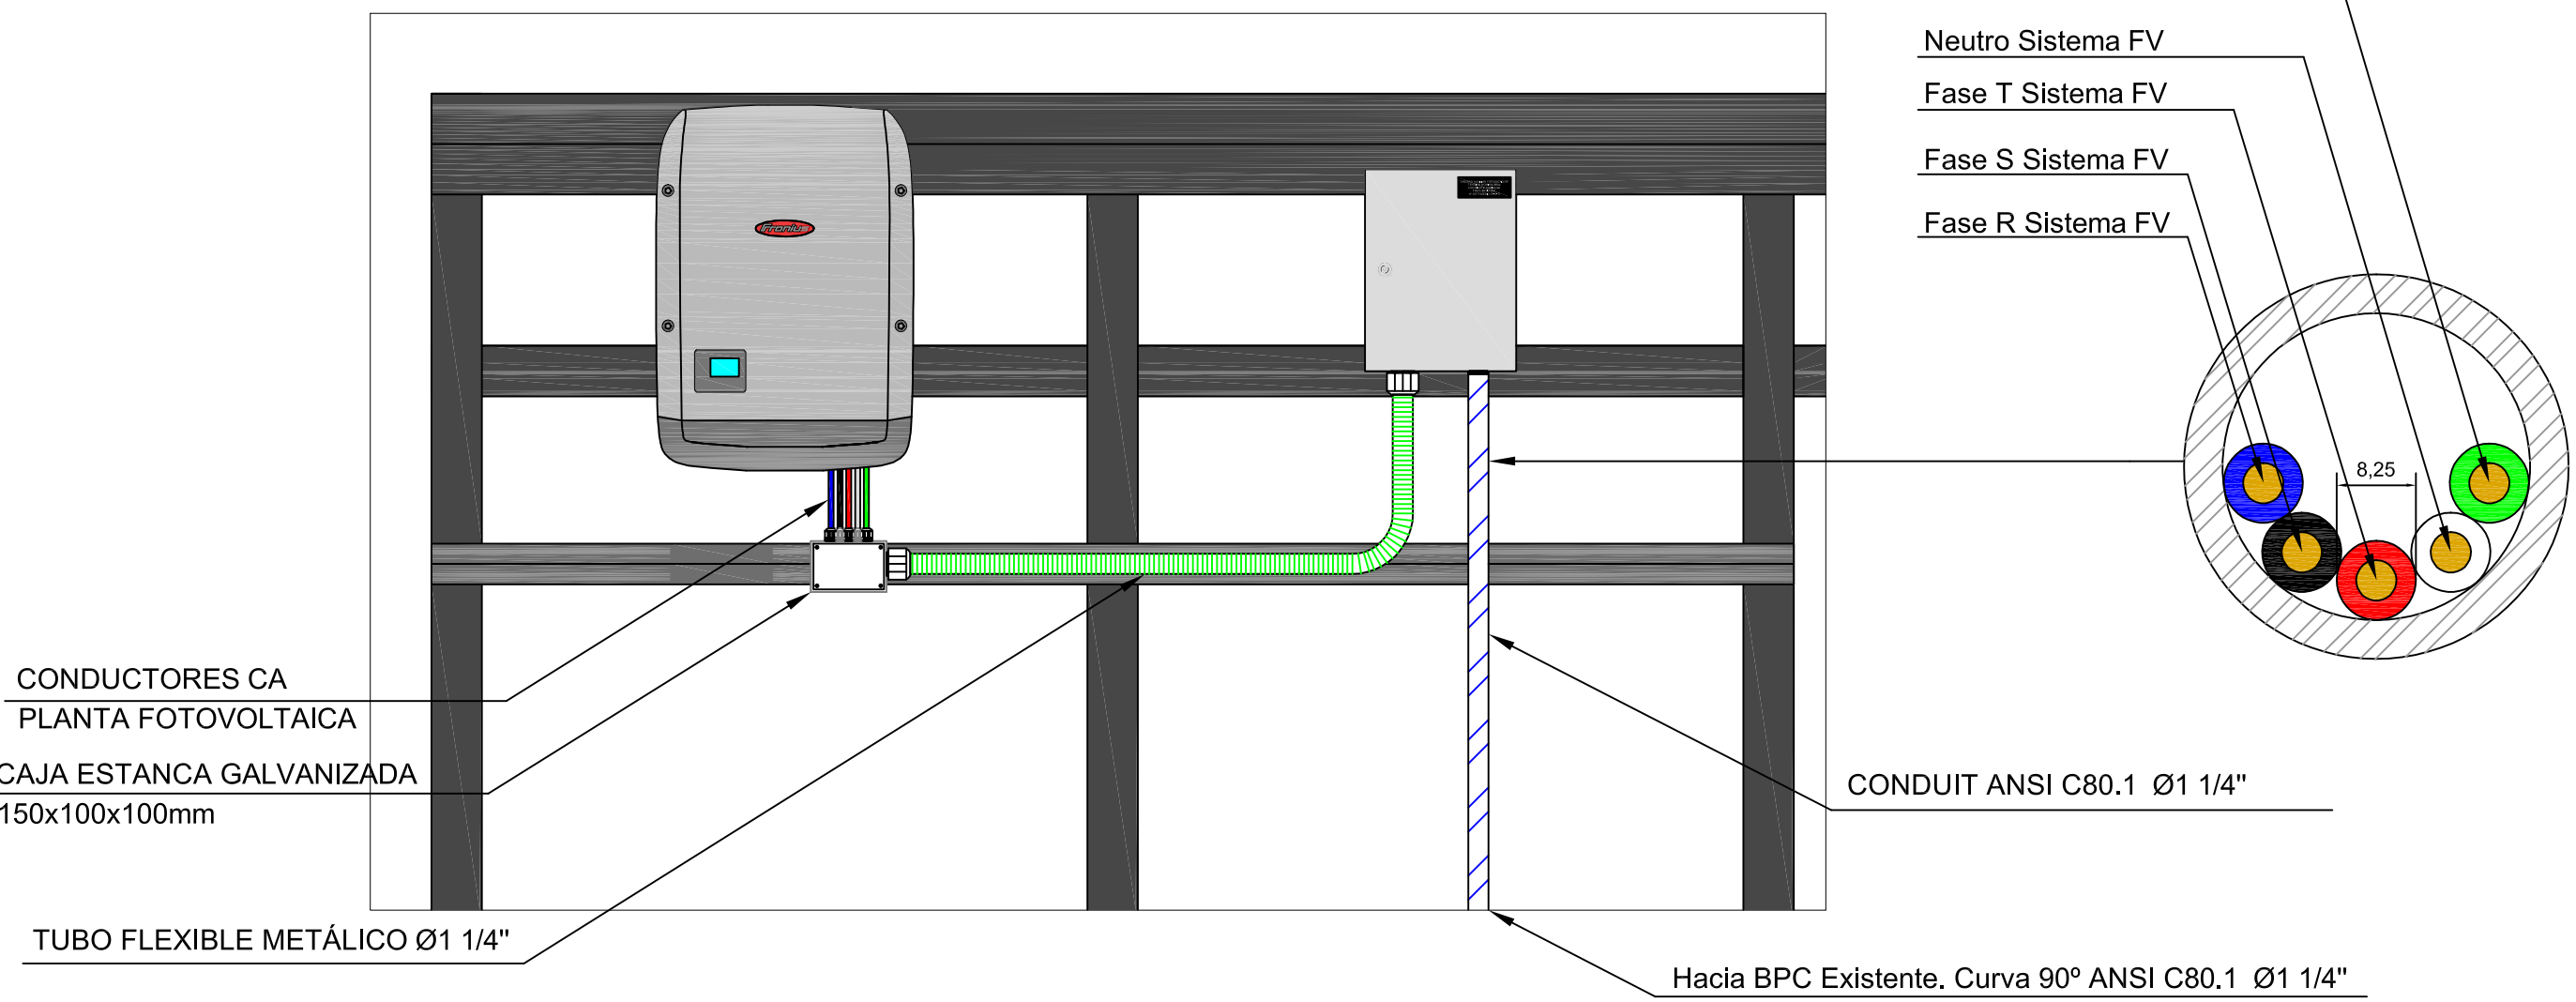 Neutro Sistema FV
Fase T Sistema FV
Fase S Sistema FV
Fase R Sistema FV
Fronius
8,25
CONDUCTORES CA
PLANTA FOTOVOLTAICA
CAJA ESTANCA GALVANIZADA
150x100x100mm
CONDUIT ANSI C80.1 Ø1 1/4"
TUBO FLEXIBLE METÁLICO Ø1 1/4"
Hacia BPC Existente. Curva 90º ANSI C80.1 Ø1 1/4"